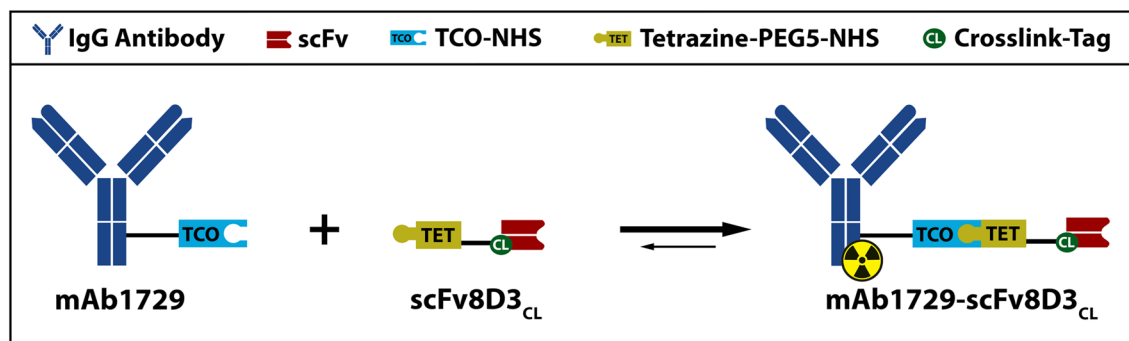 IgG Antibody scFv TCO TCO-NHS TET Tetrazine-PEG5-NHS CL Crosslink-Tag
TCO + TET CL TCO TET CL
mAb1729 scFv8D3CL mAb1729-scFv8D3CL